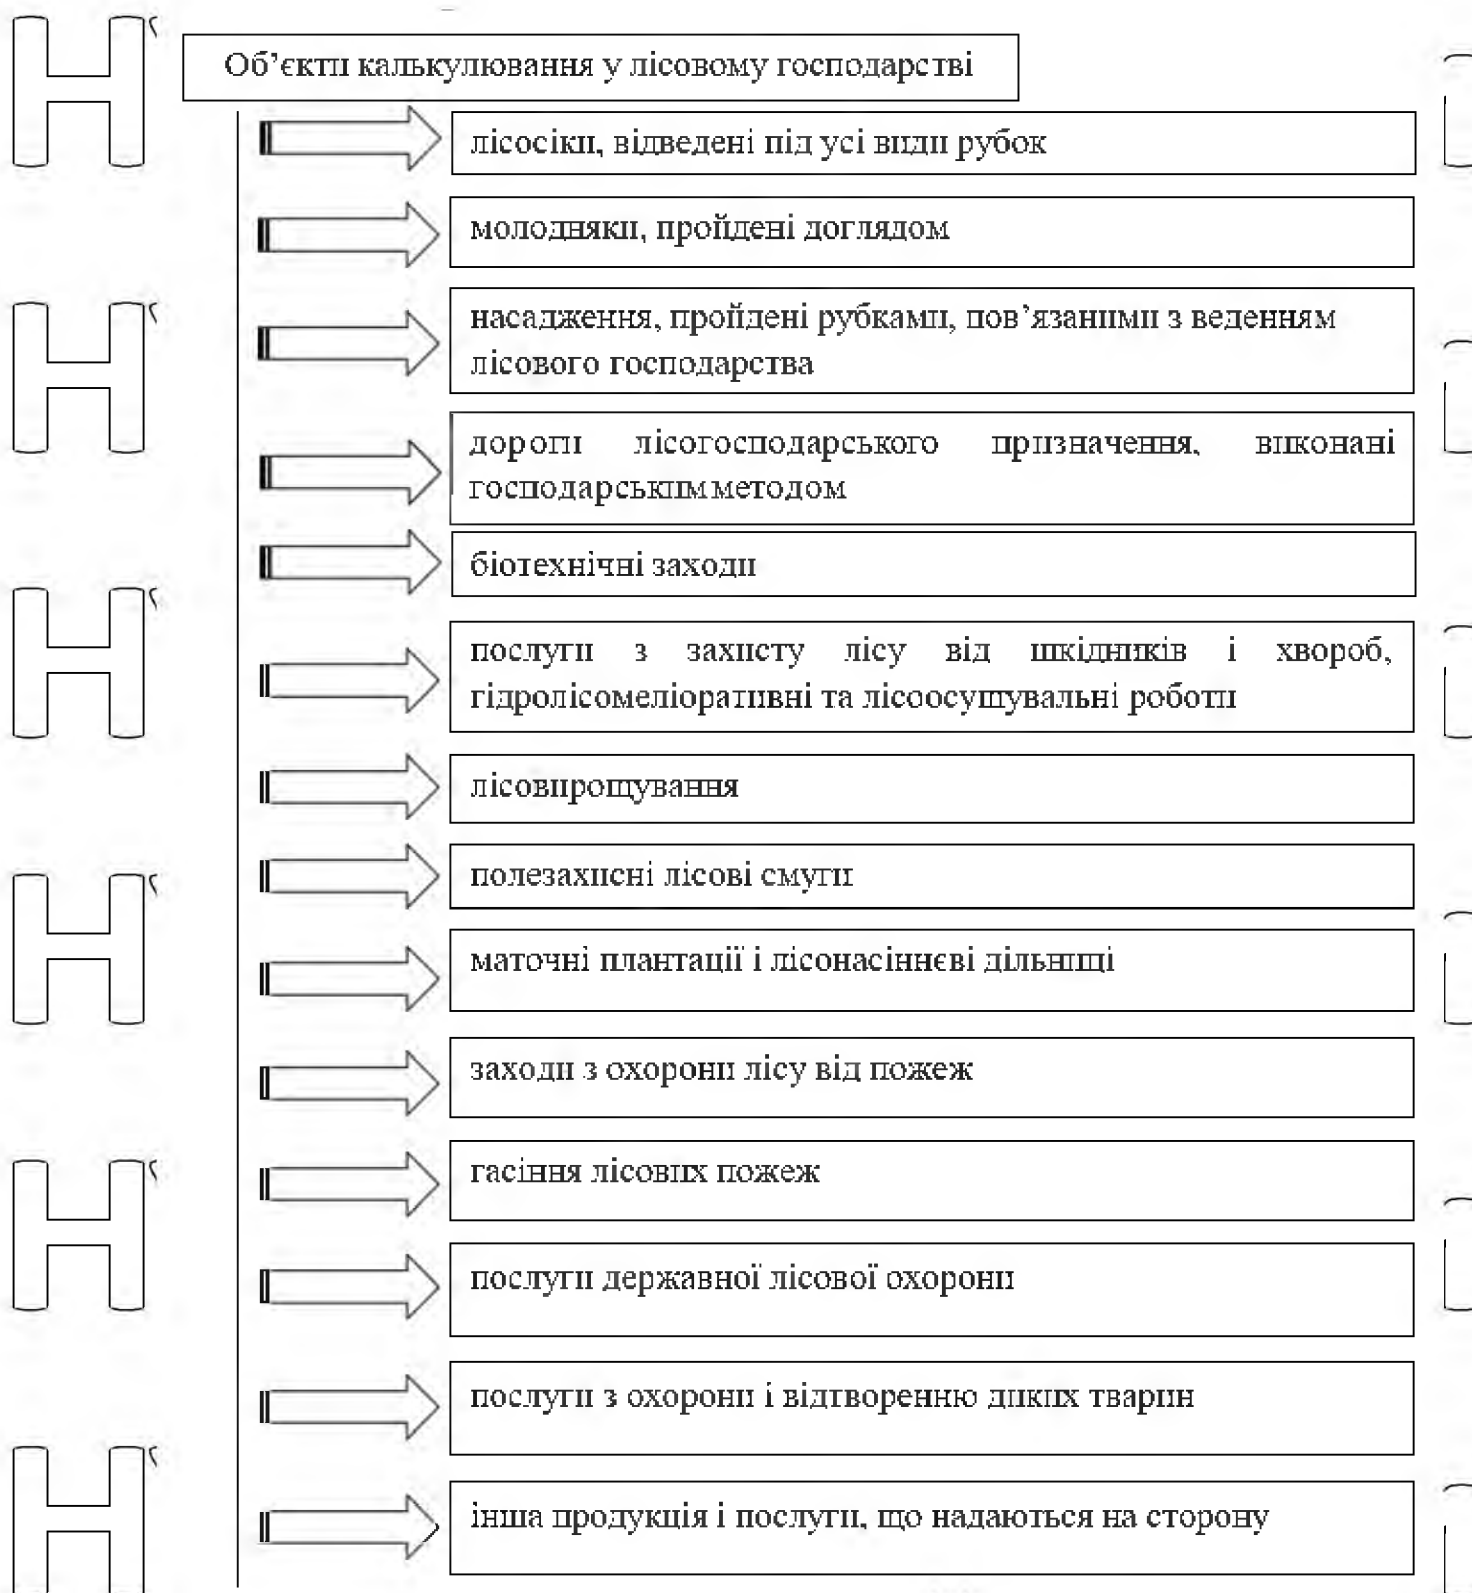 Об’єкти калькулювання у лісовому господарстві
лісосіки, відведені під усі види рубок
молодняки, пройдені доглядом
насадження, пройдені рубками, пов’язаними з веденням
лісового господарства
дороги лісогосподарського призначення, виконані
господарським методом
біотехнічні заходи
послуги з захисту лісу від шкідників і хвороб,
гідролісомеліоративні та лісоосушувальні роботи
лісовирощування
полезахисні лісові смуги
маточні плантації і лісонасіннєві дільниці
заходи з охорони лісу від пожеж
гасіння лісових пожеж
послуги державної лісової охорони
послуги з охорони і відтворенню диких тварин
інша продукція і послуги, що надаються на сторону